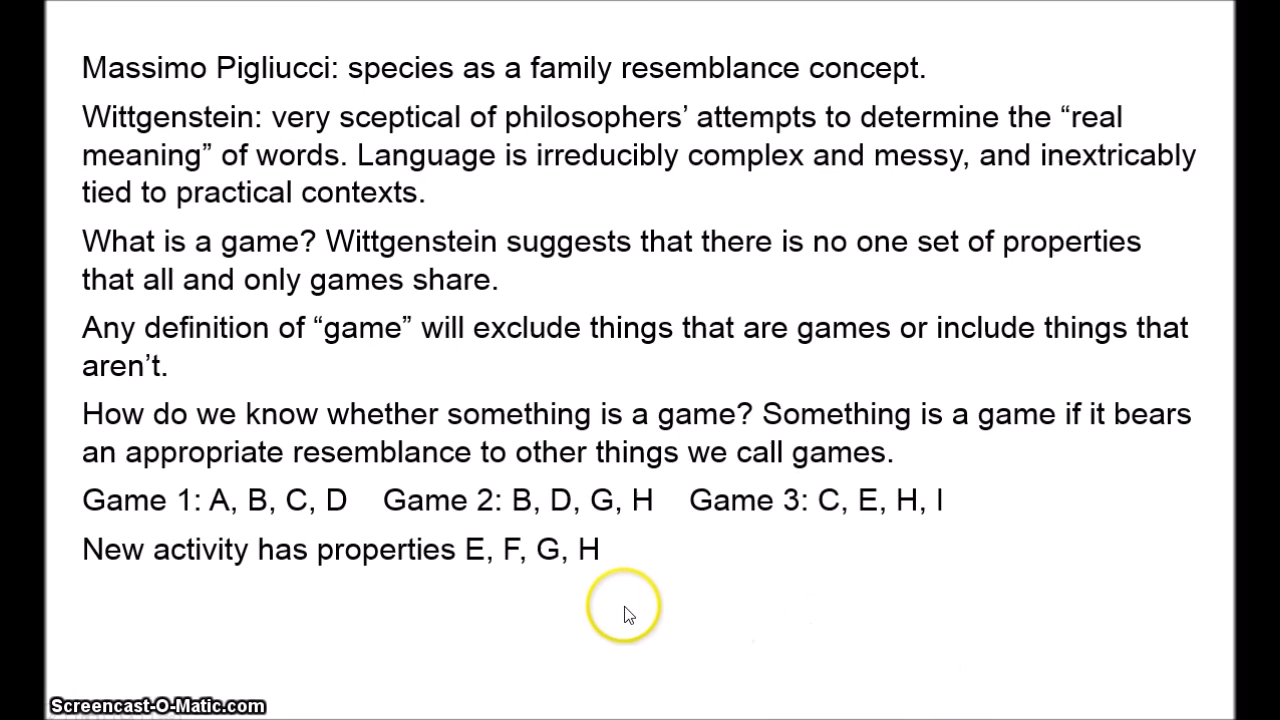 Massimo Pigliucci: species as a family resemblance concept.
Wittgenstein: very sceptical of philosophers’ attempts to determine the “real
meaning” of words. Language is irreducibly complex and messy, and inextricably
tied to practical contexts.
What is a game? Wittgenstein suggests that there is no one set of properties
that all and only games share.
Any definition of “game” will exclude things that are games or include things that
aren’t.
How do we know whether something is a game? Something is a game if it bears
an appropriate resemblance to other things we call games.
Game 1: A, B, C, D Game 2: B, D, G, H Game 3: C, E, H, I
New activity has properties E, F, G, H
Screencast-O-Matic.com